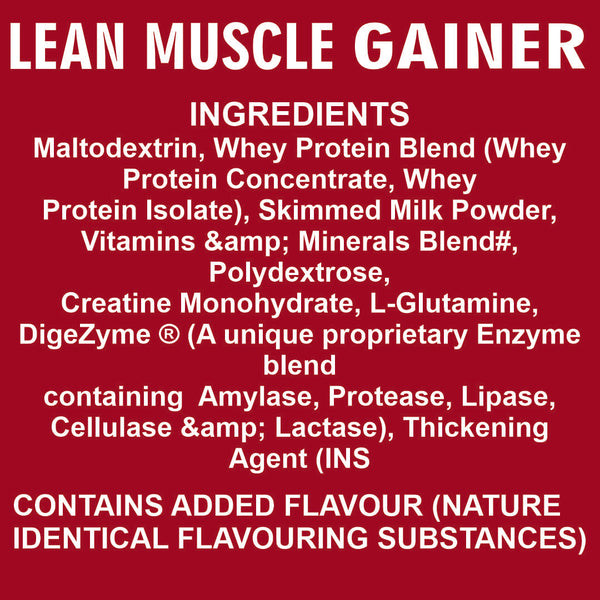 LEAN MUSCLE GAINER
INGREDIENTS
Maltodextrin, Whey Protein Blend (Whey
Protein Concentrate, Whey
Protein Isolate), Skimmed Milk Powder,
Vitamins &amp; Minerals Blend#,
Polydextrose,
Creatine Monohydrate, L-Glutamine,
DigeZyme ® (A unique proprietary Enzyme
blend
containing  Amylase, Protease, Lipase,
Cellulase &amp; Lactase), Thickening
Agent (INS
CONTAINS ADDED FLAVOUR (NATURE
IDENTICAL FLAVOURING SUBSTANCES)